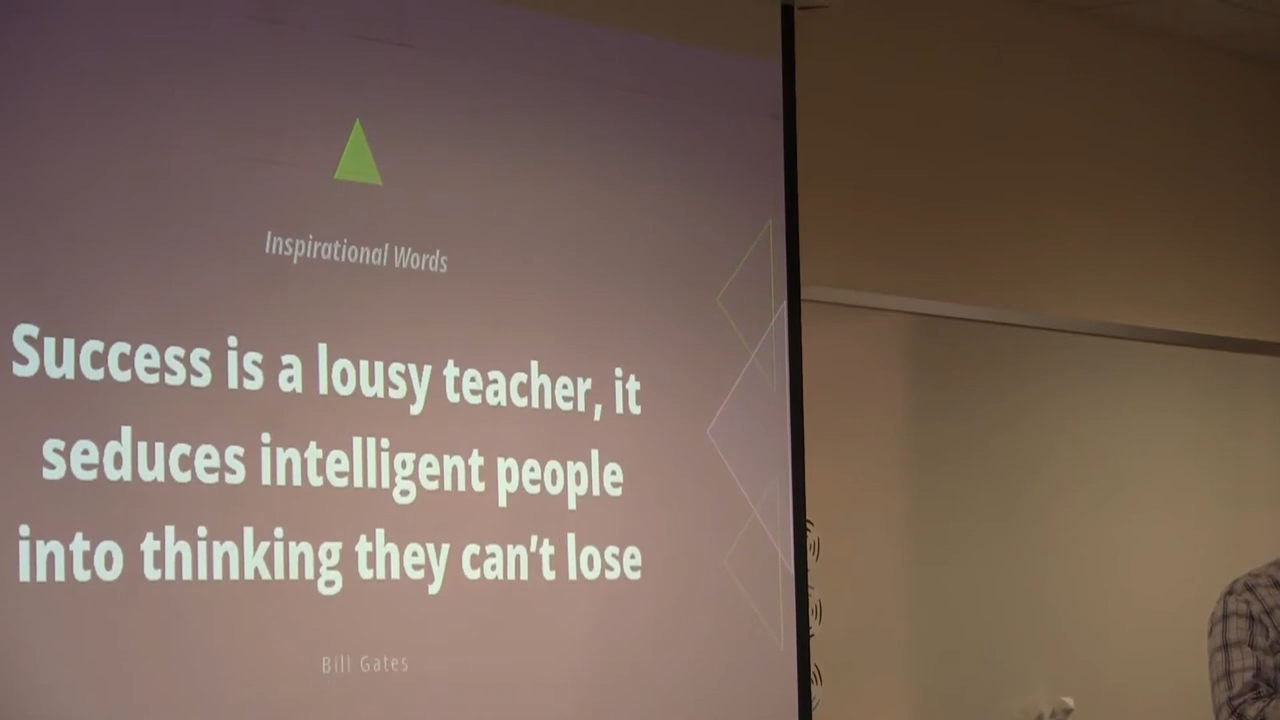 Inspirational Words
Success is a lousy teacher, it
seduces intelligent people
into thinking they can’t lose
Bill Gates